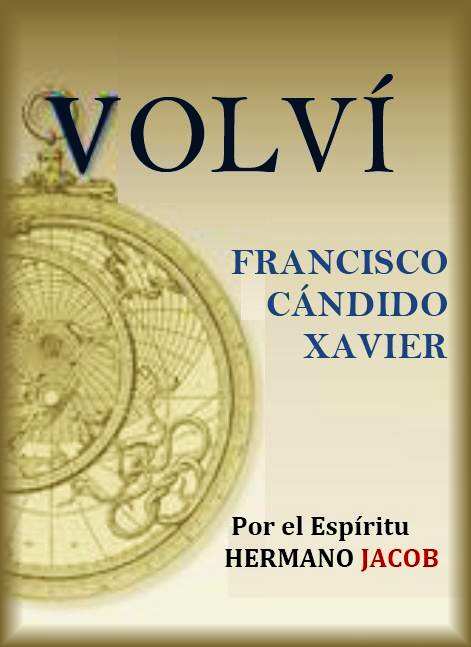 VOLVÍ
FRANCISCO
CÁNDIDO
XAVIER
Por el Espíritu
HERMANO JACOB